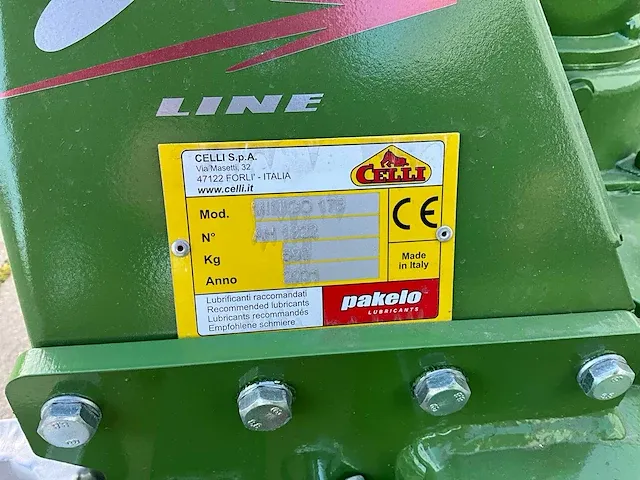 LINE
CELLI S.p.A.
Via Masetti, 32
47122 FORLI' - ITALIA
www.celli.it
CELLI
Mod. 175
N°
Kg
Anno
CE
Made
in Italy
Lubrificanti raccomandati
Recommended lubricants
Lubricants recommandés
Empfohlene schmiere
pakelo
LUBRICANTS